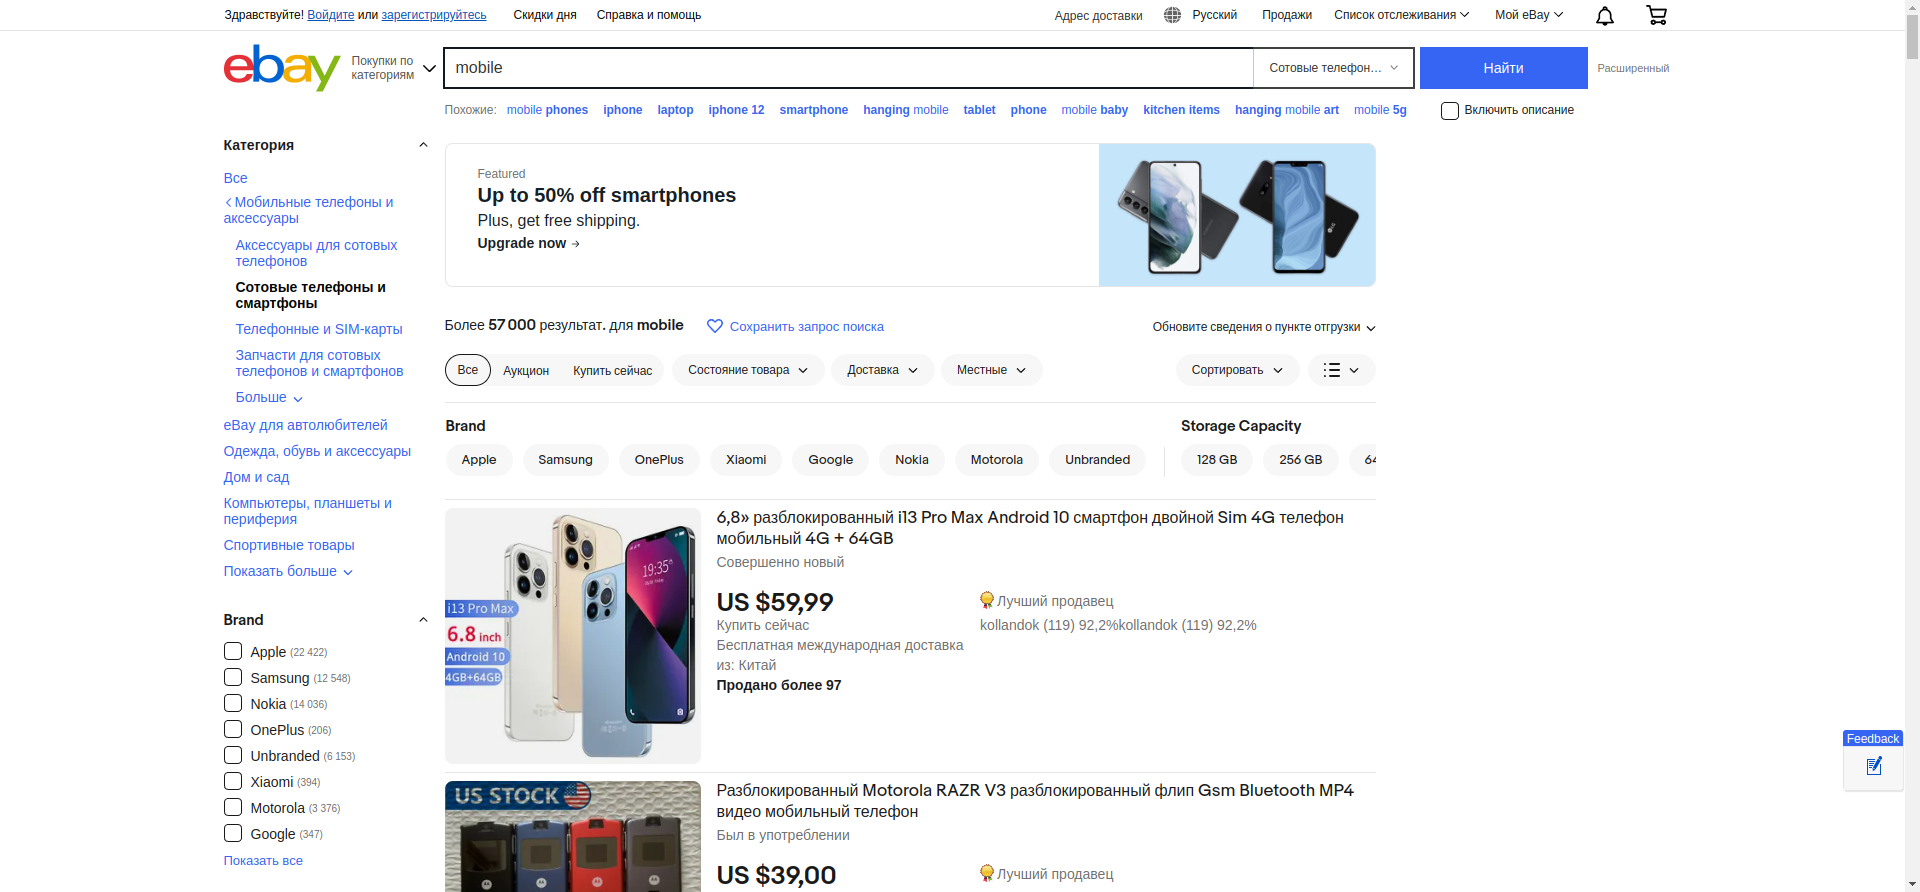 Здравствуйте! Войдите или зарегистрируйтесь Скидки дня Справка и помощь Адрес доставки Русский Продажи Список отслеживания Мой eBay
ebay
Покупки по категориям
mobile
Сотовые телефон...
Найти
Расширенный
Похожие: mobile phones iphone laptop iphone 12 smartphone hanging mobile tablet phone mobile baby kitchen items hanging mobile art mobile 5g
Включить описание
Категория
Все
Мобильные телефоны и
аксессуары
Аксессуары для сотовых
телефонов
Сотовые телефоны и
смартфоны
Телефонные и SIM-карты
Запчасти для сотовых
телефонов и смартфонов
Больше
eBay для автолюбителей
Одежда, обувь и аксессуары
Дом и сад
Компьютеры, планшеты и
периферия
Спортивные товары
Показать больше
Brand
Apple (22 422)
Samsung (12 548)
Nokia (14 036)
OnePlus (206)
Unbranded (6 153)
Xiaomi (394)
Motorola (3 376)
Google (347)
Показать все
Featured
Up to 50% off smartphones
Plus, get free shipping.
Upgrade now →
Более 57 000 результат. для mobile
Сохранить запрос поиска
Обновите сведения о пункте отгрузки
Все Аукцион Купить сейчас Состояние товара Доставка Местные Сортировать
Brand
Apple Samsung OnePlus Xiaomi Google Nokia Motorola Unbranded
Storage Capacity
128 GB 256 GB 64
i13 Pro Max
6.8 inch
Android 10
4GB+64GB
19:35
6,8» разблокированный i13 Pro Max Android 10 смартфон двойной Sim 4G телефон
мобильный 4G + 64GB
Совершенно новый
US $59,99
Купить сейчас
Бесплатная международная доставка
из: Китай
Продано более 97
Лучший продавец
kollandok (119) 92,2%kollandok (119) 92,2%
US STOCK
Разблокированный Motorola RAZR V3 разблокированный флип Gsm Bluetooth MP4
видео мобильный телефон
Был в употреблении
US $39,00
Лучший продавец
Feedback